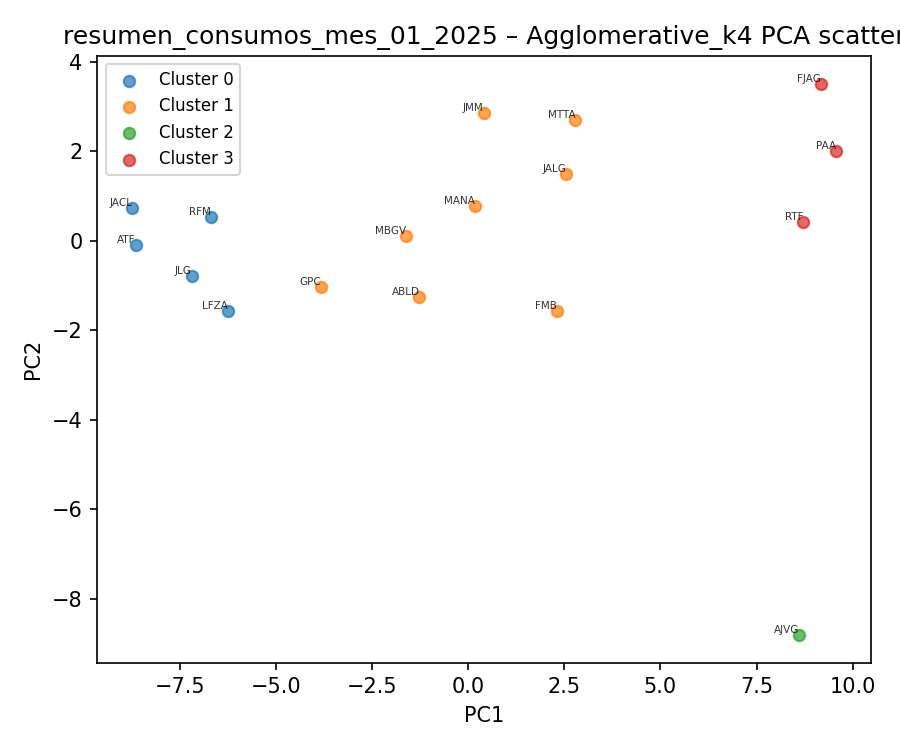 resumen_consumos_mes_01_2025 – Agglomerative_k4 PCA scatter
Cluster 0
Cluster 1
Cluster 2
Cluster 3
FJAG
JMM
MTTA
PAA
JALG
JACL
MANA
RFM
RTF
MBGV
ATF
JLG
GPC
ABLD
LFZA
FMB
AJVG
4
2
0
−2
−4
−6
−8
PC2
−7.5 −5.0 −2.5 0.0 2.5 5.0 7.5 10.0
PC1